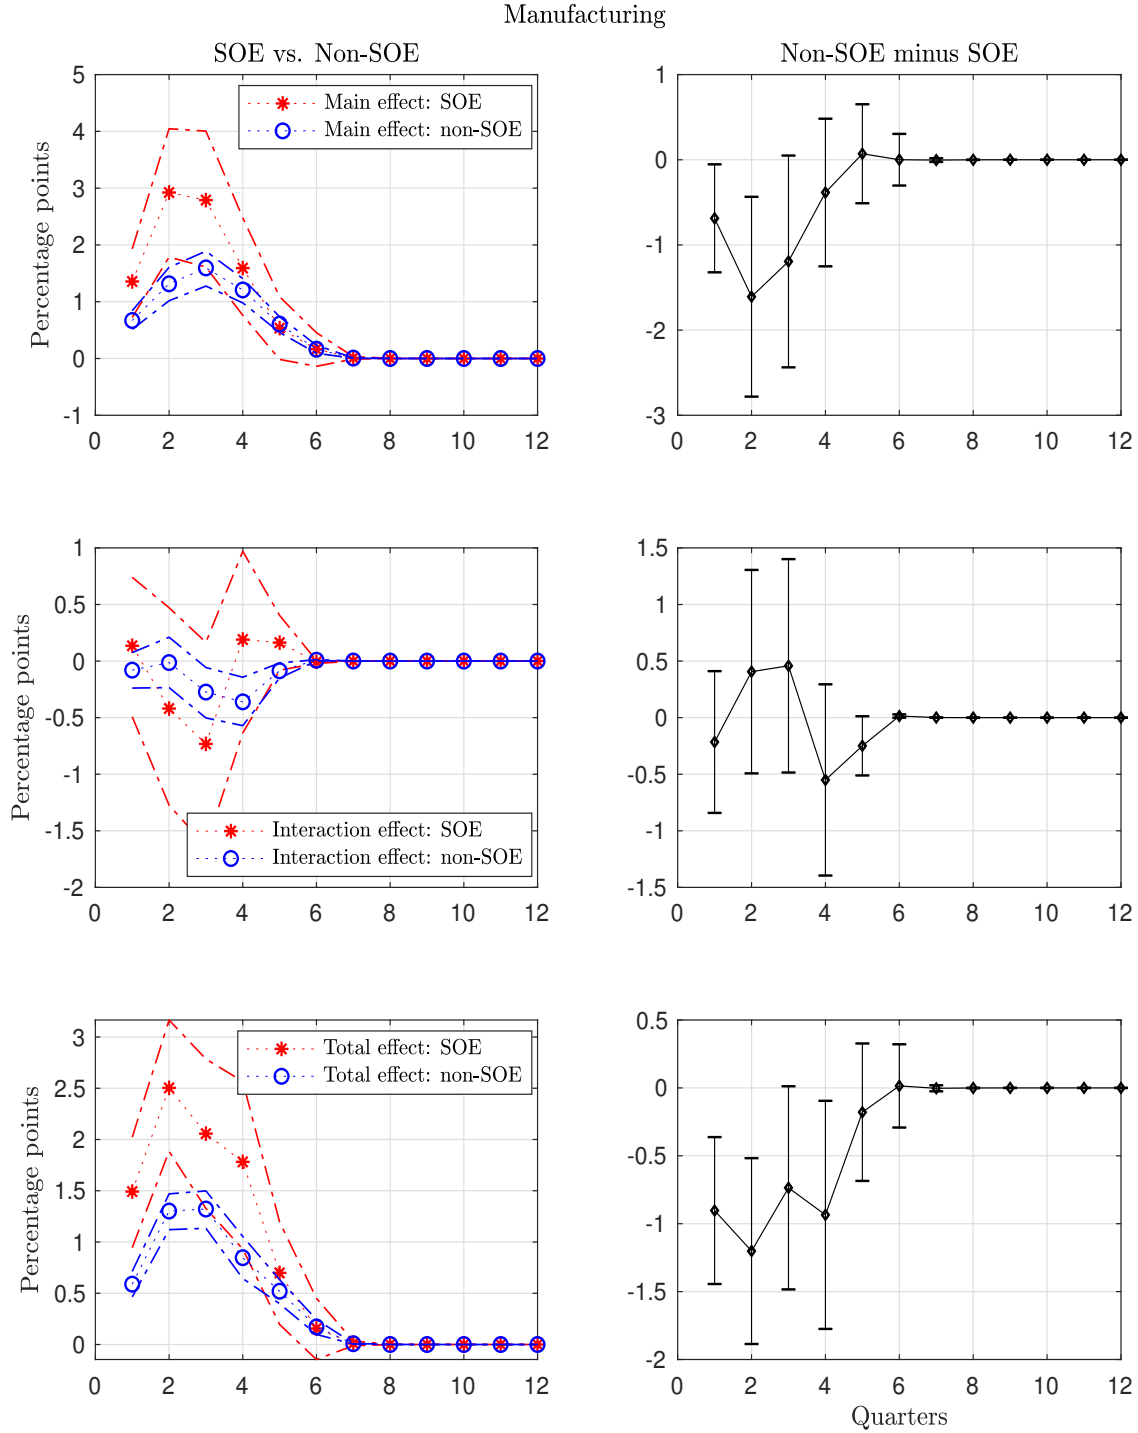 Manufacturing
SOE vs. Non-SOE
Non-SOE minus SOE
Percentage points
5
4
3
2
1
0
-1
0 2 4 6 8 10 12
Main effect: SOE
Main effect: non-SOE
1
0
-1
-2
-3
0 2 4 6 8 10 12
Percentage points
1
0.5
0
-0.5
-1
-1.5
-2
0 2 4 6 8 10 12
Interaction effect: SOE
Interaction effect: non-SOE
1.5
1
0.5
0
-0.5
-1
-1.5
0 2 4 6 8 10 12
Percentage points
3
2.5
2
1.5
1
0.5
0
0 2 4 6 8 10 12
Total effect: SOE
Total effect: non-SOE
0.5
0
-0.5
-1
-1.5
-2
0 2 4 6 8 10 12
Quarters